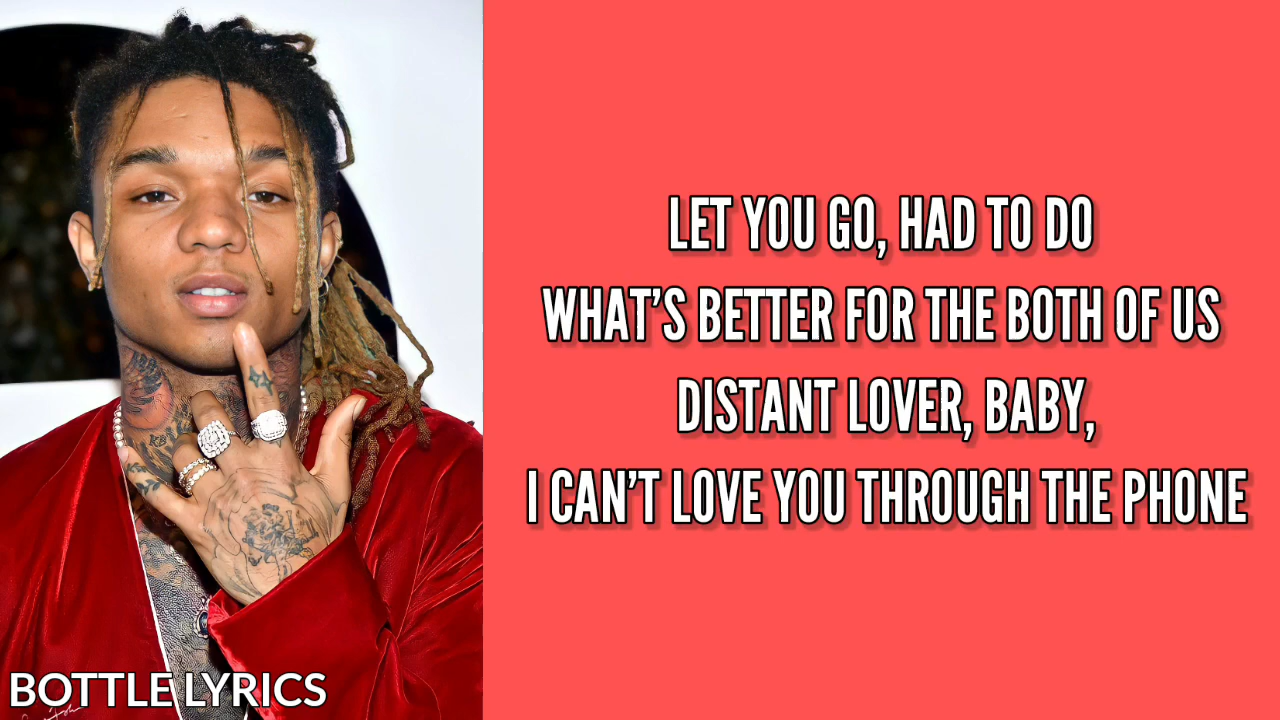 LET YOU GO, HAD TO DO
WHAT'S BETTER FOR THE BOTH OF US
DISTANT LOVER, BABY,
I CAN'T LOVE YOU THROUGH THE PHONE
BOTTLE LYRICS